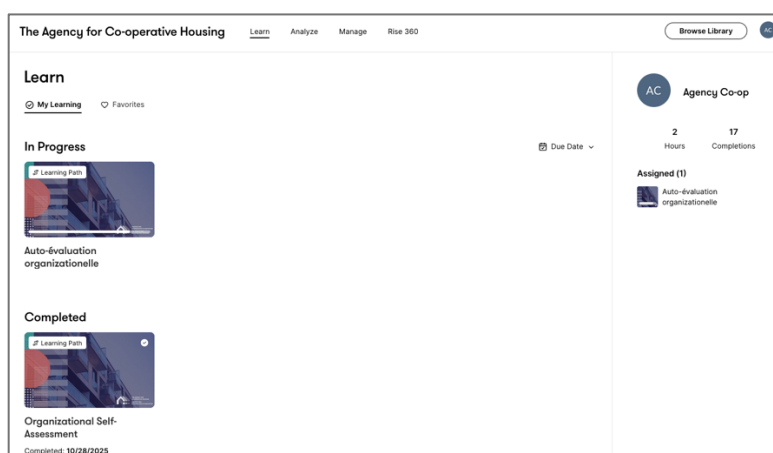 The Agency for Co-operative Housing Learn Analyze Manage Rise 360 Browse Library AC
Learn
My Learning Favorites
In Progress Due Date
Learning Path
Auto-évaluation
organizationelle
Completed
Learning Path
Organizational Self-
Assessment
Completed: 10/28/2025
AC Agency Co-op
2 17
Hours Completions
Assigned (1)
Auto-évaluation
organizationelle